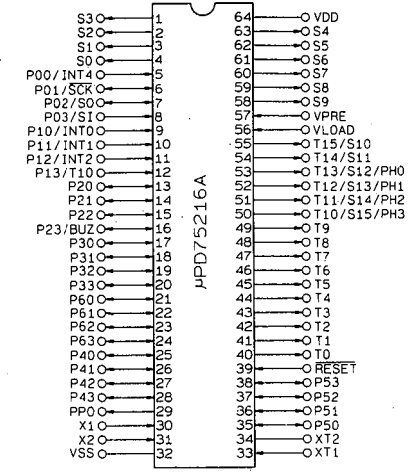 S3 1 64 VDD
S2 2 63 S4
S1 3 62 S5
S0 4 61 S6
P00/INT4 5 60 S7
P01/SCK 6 59 S8
P02/SO 7 58 S9
P03/SI 8 57 VPRE
P10/INT0 9 56 VLOAD
P11/INT1 10 55 T15/S10
P12/INT2 11 54 T14/S11
P13/TI0 12 53 T13/S12/PH0
P20 13 52 T12/S13/PH1
P21 14 51 T11/S14/PH2
P22 15 50 T10/S15/PH3
P23/BUZ 16 49 T9
P30 17 48 T8
P31 18 47 T7
P32 19 46 T6
P33 20 45 T5
P60 21 44 T4
P61 22 43 T3
P62 23 42 T2
P63 24 41 T1
P40 25 40 T0
P41 26 39 RESET
P42 27 38 P53
P43 28 37 P52
PP0 29 36 P51
X1 30 35 P50
X2 31 34 XT2
VSS 32 33 XT1
μPD75216A